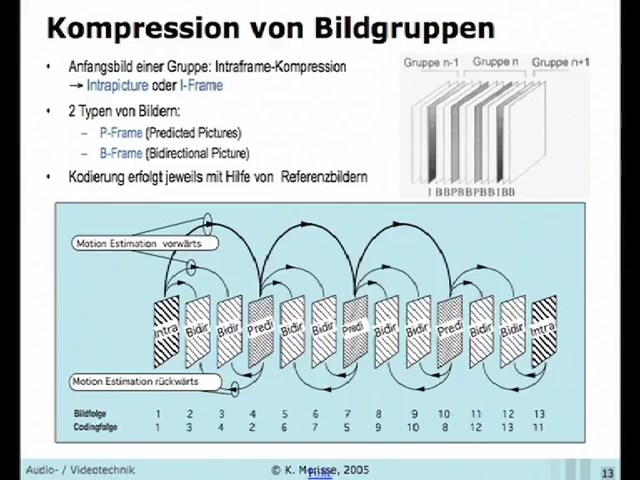 Kompression von Bildgruppen
• Anfangsbild einer Gruppe: Intraframe-Kompression
→ Intrapicture oder I-Frame
• 2 Typen von Bildern:
– P-Frame (Predicted Pictures)
– B-Frame (Bidirectional Picture)
• Kodierung erfolgt jeweils mit Hilfe von Referenzbildern
Gruppe n-1 Gruppe n Gruppe n+1
I BBPBBPBBIBB
Motion Estimation vorwärts
Intra Bidir Bidir Predi Bidir Bidir Predi Bidir Bidir Predi Bidir Bidir Intra
Motion Estimation rückwärts
Bildfolge 1 2 3 4 5 6 7 8 9 10 11 12 13
Codingfolge 1 3 4 2 6 7 5 9 10 8 12 13 11
Audio- / Videotechnik © K. Morisse, 2005 13